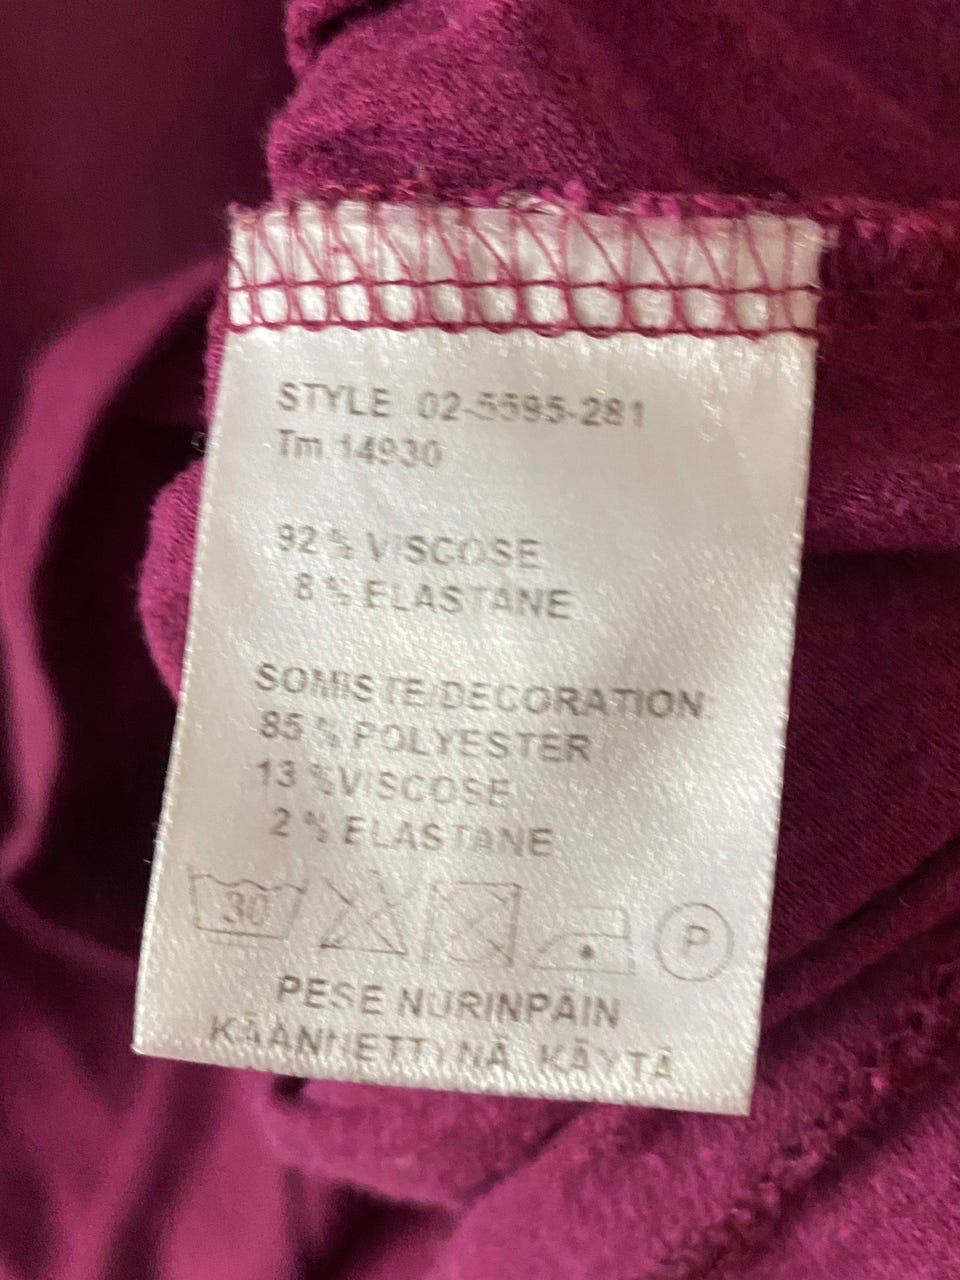 STYLE 02-5595-281
Tm.14930
92 % VISCOSE
8 % ELASTANE
SOMISTE/DECORATION:
85 % POLYESTER
13 %VISCOSE
2 % ELASTANE
30
P
PESE NURINPÄIN
KÄÄNNETTYNÄ. KÄYTÄ